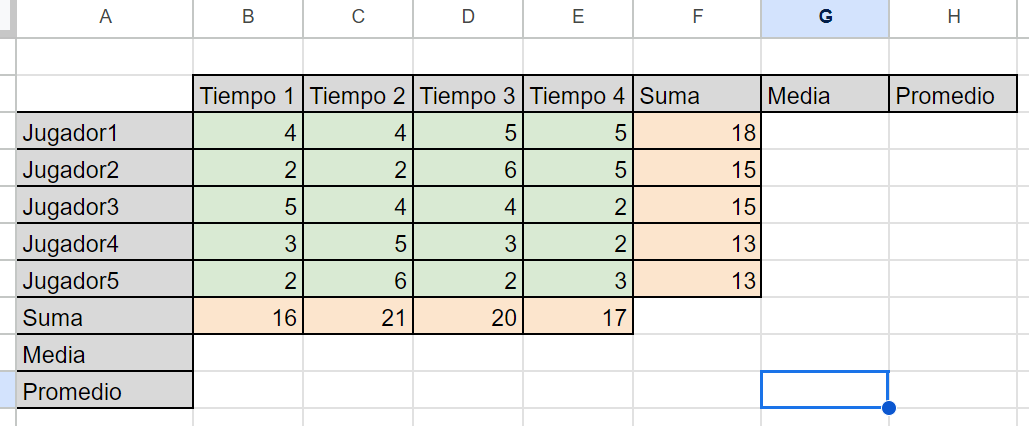 A B C D E F G H
Tiempo 1 Tiempo 2 Tiempo 3 Tiempo 4 Suma Media Promedio
Jugador1 4 4 5 5 18
Jugador2 2 2 6 5 15
Jugador3 5 4 4 2 15
Jugador4 3 5 3 2 13
Jugador5 2 6 2 3 13
Suma 16 21 20 17
Media
Promedio